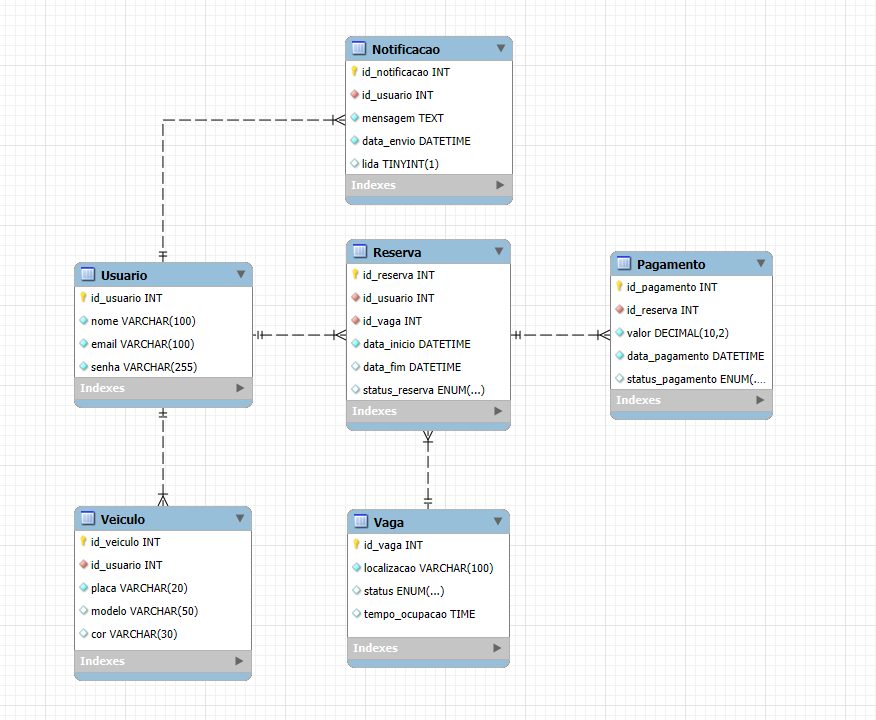 Notificacao
id_notificacao INT
id_usuario INT
mensagem TEXT
data_envio DATETIME
lida TINYINT(1)
Indexes
Usuario
id_usuario INT
nome VARCHAR(100)
email VARCHAR(100)
senha VARCHAR(255)
Indexes
Reserva
id_reserva INT
id_usuario INT
id_vaga INT
data_inicio DATETIME
data_fim DATETIME
status_reserva ENUM(...)
Indexes
Pagamento
id_pagamento INT
id_reserva INT
valor DECIMAL(10,2)
data_pagamento DATETIME
status_pagamento ENUM(....
Indexes
Veiculo
id_veiculo INT
id_usuario INT
placa VARCHAR(20)
modelo VARCHAR(50)
cor VARCHAR(30)
Indexes
Vaga
id_vaga INT
localizacao VARCHAR(100)
status ENUM(...)
tempo_ocupacao TIME
Indexes